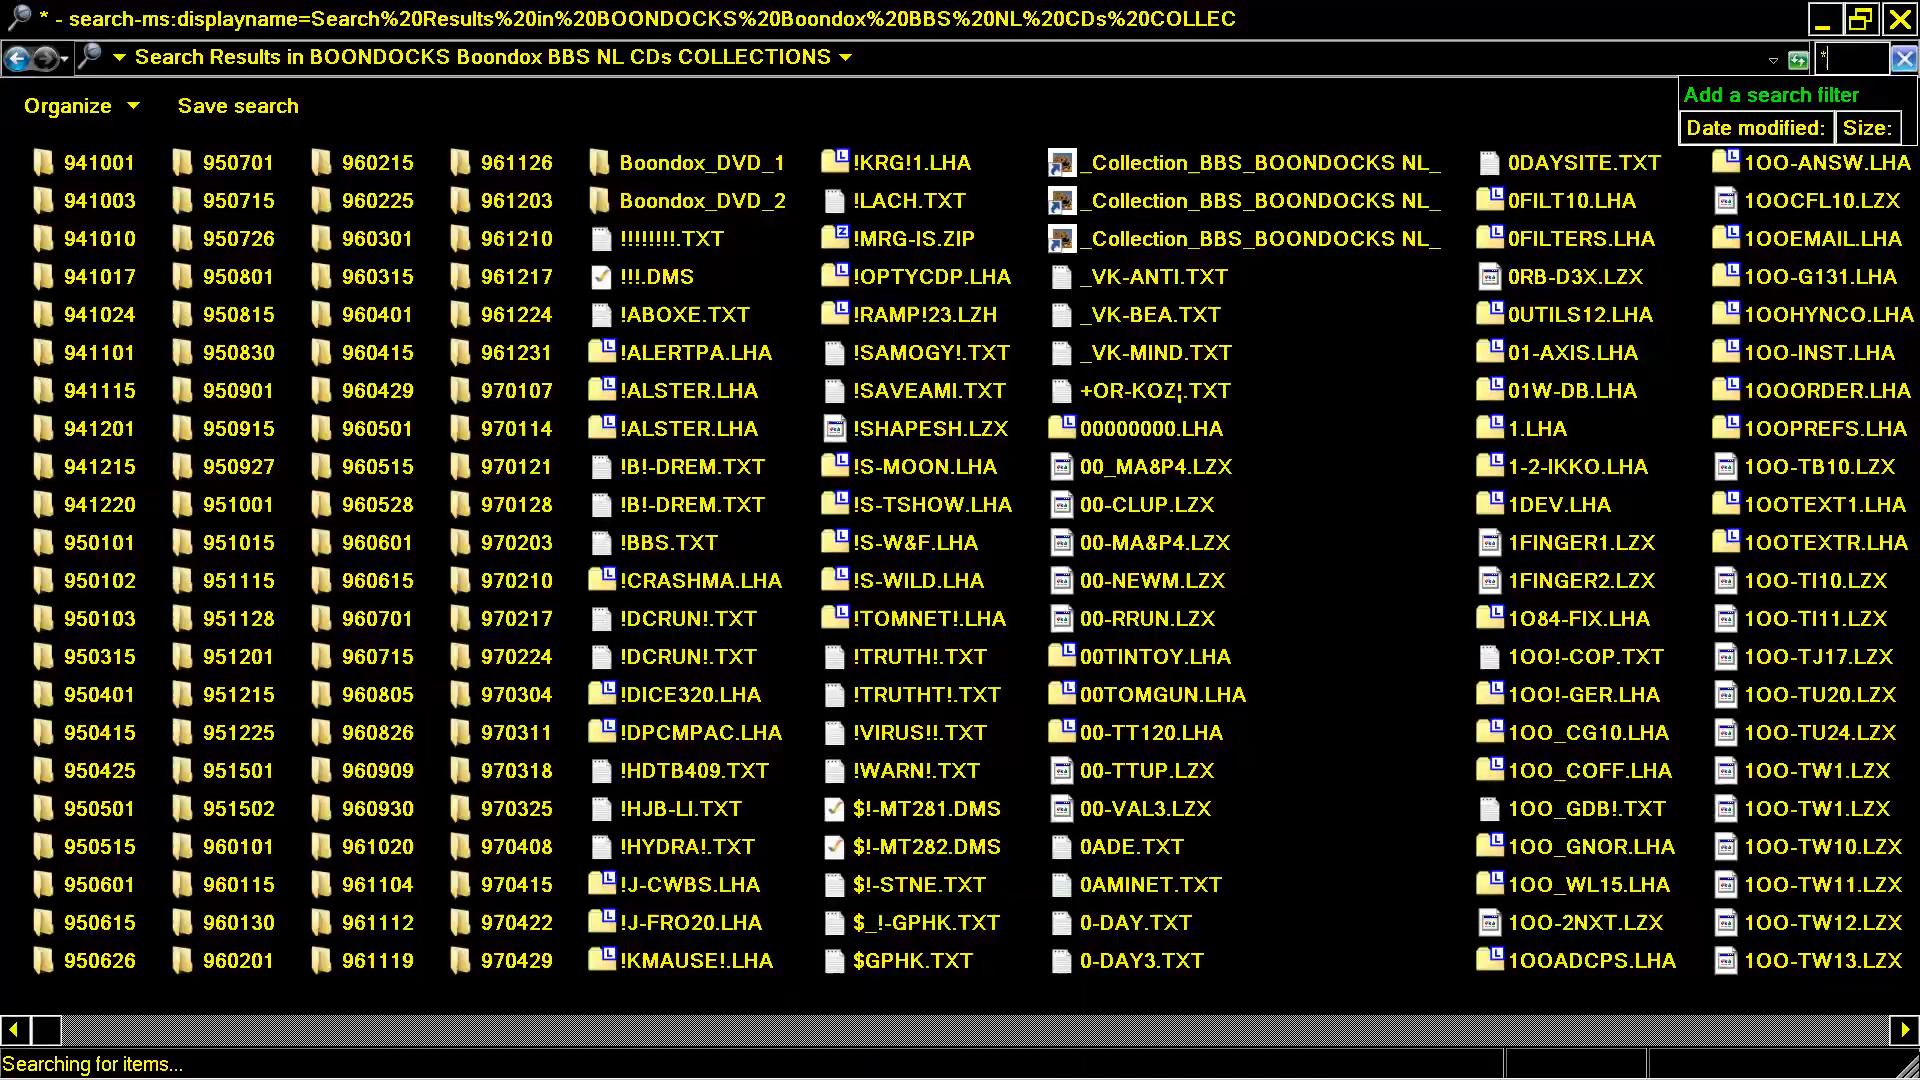 * - search-ms:displayname=Search%20Results%20in%20BOONDOCKS%20Boondox%20BBS%20NL%20CDs%20COLLEC
Search Results in BOONDOCKS Boondox BBS NL CDs COLLECTIONS
*
Organize
Save search
Add a search filter
Date modified:
Size:
941001
941003
941010
941017
941024
941101
941115
941201
941215
941220
950101
950102
950103
950315
950401
950415
950425
950501
950515
950601
950615
950626
950701
950715
950726
950801
950815
950830
950901
950915
950927
951001
951015
951115
951128
951201
951215
951225
951501
951502
960101
960115
960130
960201
960215
960225
960301
960315
960401
960415
960429
960501
960515
960528
960601
960615
960701
960715
960805
960826
960909
960930
961020
961104
961112
961119
961126
961203
961210
961217
961224
961231
970107
970114
970121
970128
970203
970210
970217
970224
970304
970311
970318
970325
970408
970415
970422
970429
Boondox_DVD_1
Boondox_DVD_2
!!!!!!!!.TXT
!!!.DMS
!ABOXE.TXT
!ALERTPA.LHA
!ALSTER.LHA
!ALSTER.LHA
!B!-DREM.TXT
!B!-DREM.TXT
!BBS.TXT
!CRASHMA.LHA
!DCRUN!.TXT
!DCRUN!.TXT
!DICE320.LHA
!DPCMPAC.LHA
!HDTB409.TXT
!HJB-LI.TXT
!HYDRA!.TXT
!J-CWBS.LHA
!J-FRO20.LHA
!KMAUSE!.LHA
!KRG!1.LHA
!LACH.TXT
!MRG-IS.ZIP
!OPTYCDP.LHA
!RAMP!23.LZH
!SAMOGY!.TXT
!SAVEAMI.TXT
!SHAPESH.LZX
!S-MOON.LHA
!S-TSHOW.LHA
!S-W&F.LHA
!S-WILD.LHA
!TOMNET!.LHA
!TRUTH!.TXT
!TRUTHT!.TXT
!VIRUS!!.TXT
!WARN!.TXT
$!-MT281.DMS
$!-MT282.DMS
$!-STNE.TXT
$_!-GPHK.TXT
$GPHK.TXT
_Collection_BBS_BOONDOCKS NL_
_Collection_BBS_BOONDOCKS NL_
_Collection_BBS_BOONDOCKS NL_
_VK-ANTI.TXT
_VK-BEA.TXT
_VK-MIND.TXT
+OR-KOZ¦.TXT
00000000.LHA
00_MA8P4.LZX
00-CLUP.LZX
00-MA&P4.LZX
00-NEWM.LZX
00-RRUN.LZX
00TINTOY.LHA
00TOMGUN.LHA
00-TT120.LHA
00-TTUP.LZX
00-VAL3.LZX
0ADE.TXT
0AMINET.TXT
0-DAY.TXT
0-DAY3.TXT
0DAYSITE.TXT
0FILT10.LHA
0FILTERS.LHA
0RB-D3X.LZX
0UTILS12.LHA
01-AXIS.LHA
01W-DB.LHA
1.LHA
1-2-IKKO.LHA
1DEV.LHA
1FINGER1.LZX
1FINGER2.LZX
1O84-FIX.LHA
1OO!-COP.TXT
1OO!-GER.LHA
1OO_CG10.LHA
1OO_COFF.LHA
1OO_GDB!.TXT
1OO_GNOR.LHA
1OO_WL15.LHA
1OO-2NXT.LZX
1OOADCPS.LHA
1OO-ANSW.LHA
1OOCFL10.LZX
1OOEMAIL.LHA
1OO-G131.LHA
1OOHYNCO.LHA
1OO-INST.LHA
1OOORDER.LHA
1OOPREFS.LHA
1OO-TB10.LZX
1OOTEXT1.LHA
1OOTEXTR.LHA
1OO-TI10.LZX
1OO-TI11.LZX
1OO-TJ17.LZX
1OO-TU20.LZX
1OO-TU24.LZX
1OO-TW1.LZX
1OO-TW1.LZX
1OO-TW10.LZX
1OO-TW11.LZX
1OO-TW12.LZX
1OO-TW13.LZX
Searching for items...